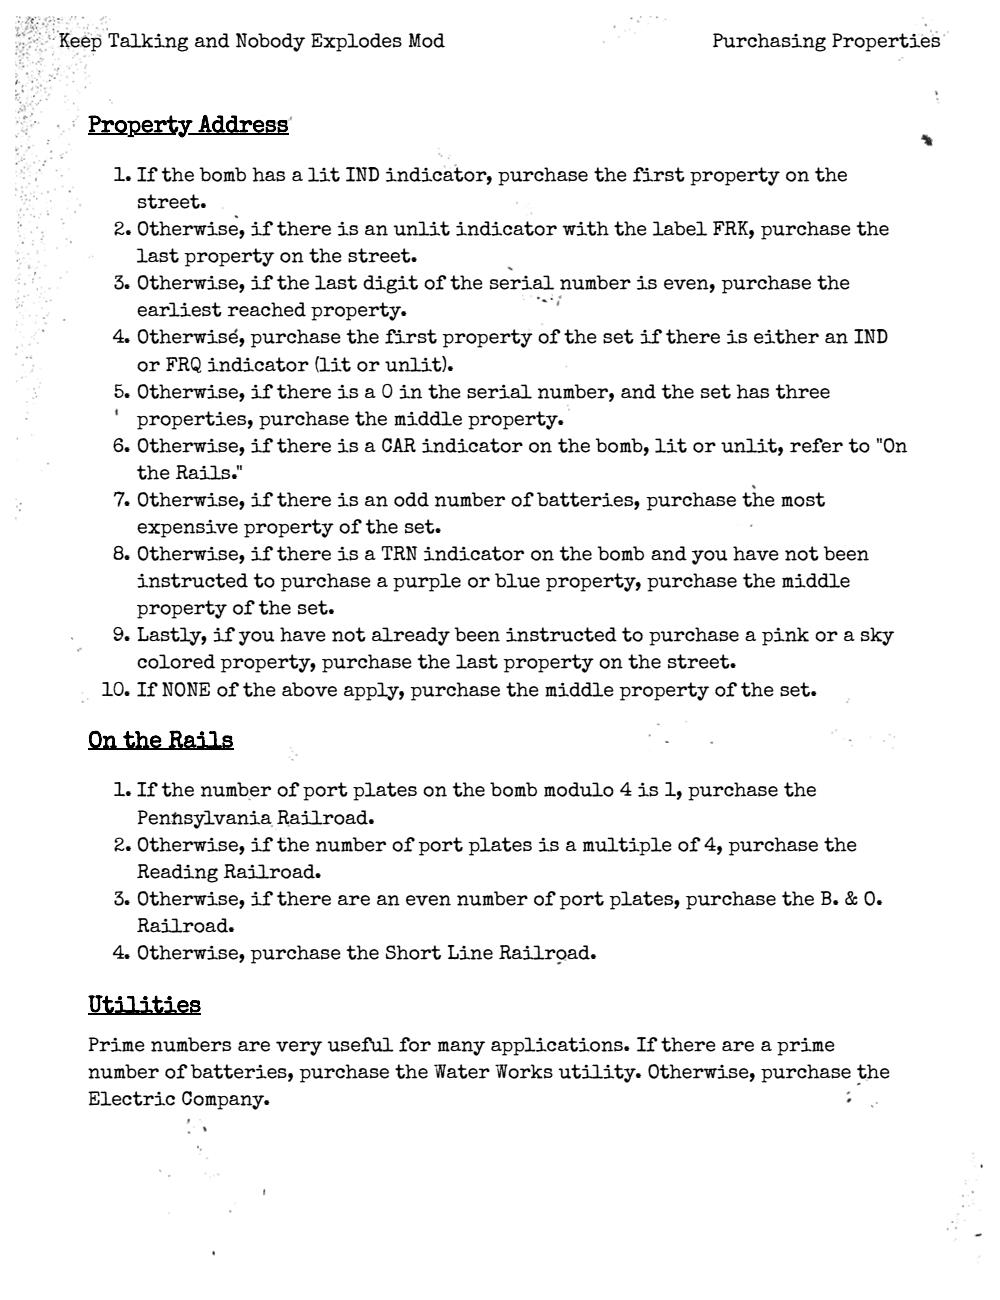 Keep Talking and Nobody Explodes Mod Purchasing Properties
Property Address
1. If the bomb has a lit IND indicator, purchase the first property on the
street.
2. Otherwise, if there is an unlit indicator with the label FRK, purchase the
last property on the street.
3. Otherwise, if the last digit of the serial number is even, purchase the
earliest reached property.
4. Otherwise, purchase the first property of the set if there is either an IND
or FRQ indicator (lit or unlit).
5. Otherwise, if there is a 0 in the serial number, and the set has three
properties, purchase the middle property.
6. Otherwise, if there is a CAR indicator on the bomb, lit or unlit, refer to "On
the Rails."
7. Otherwise, if there is an odd number of batteries, purchase the most
expensive property of the set.
8. Otherwise, if there is a TRN indicator on the bomb and you have not been
instructed to purchase a purple or blue property, purchase the middle
property of the set.
9. Lastly, if you have not already been instructed to purchase a pink or a sky
colored property, purchase the last property on the street.
10. If NONE of the above apply, purchase the middle property of the set.
On the Rails
1. If the number of port plates on the bomb modulo 4 is 1, purchase the
Pennsylvania Railroad.
2. Otherwise, if the number of port plates is a multiple of 4, purchase the
Reading Railroad.
3. Otherwise, if there are an even number of port plates, purchase the B. & O.
Railroad.
4. Otherwise, purchase the Short Line Railroad.
Utilities
Prime numbers are very useful for many applications. If there are a prime
number of batteries, purchase the Water Works utility. Otherwise, purchase the
Electric Company.